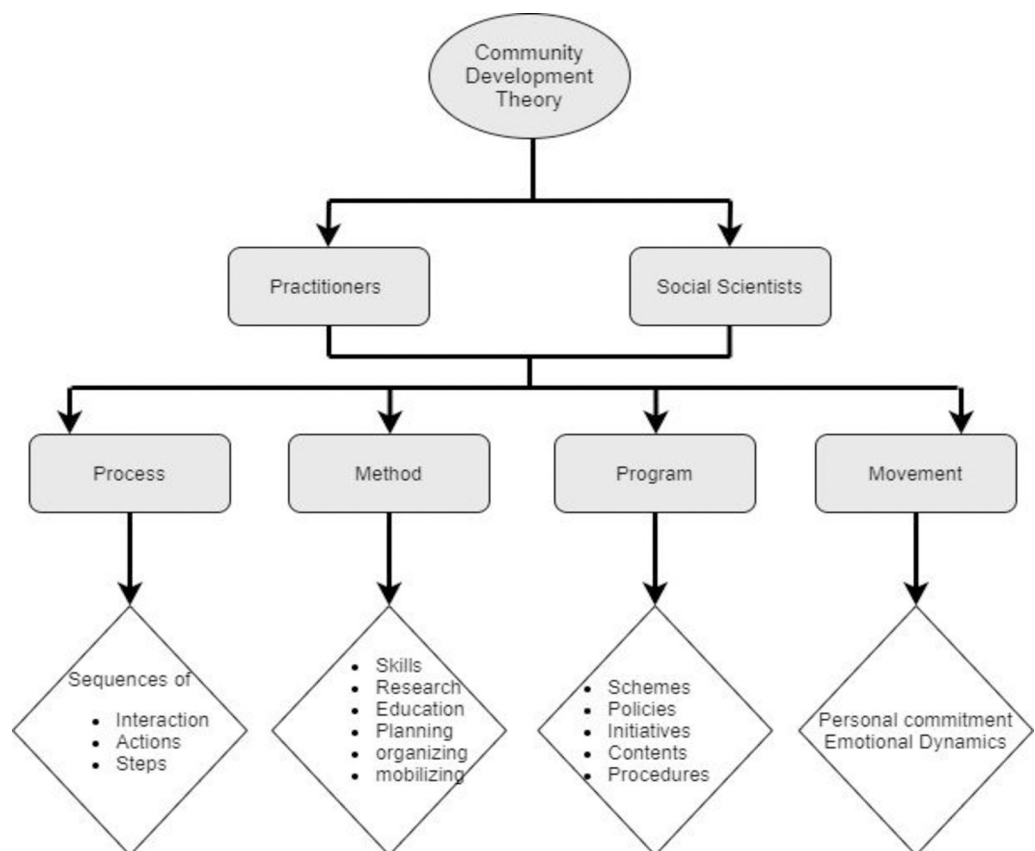 Community
Development
Theory
Practitioners
Social Scientists
Process
Method
Program
Movement
Sequences of
• Interaction
• Actions
• Steps
• Skills
• Research
• Education
• Planning
• organizing
• mobilizing
• Schemes
• Policies
• Initiatives
• Contents
• Procedures
Personal commitment
Emotional Dynamics